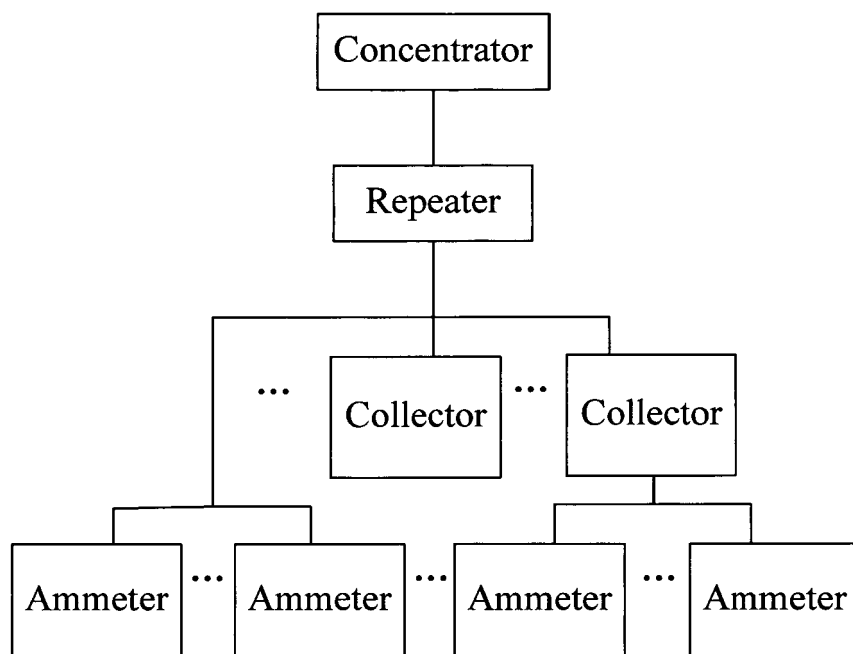 Concentrator
Repeater
... Collector ... Collector
Ammeter ... Ammeter ... Ammeter ... Ammeter